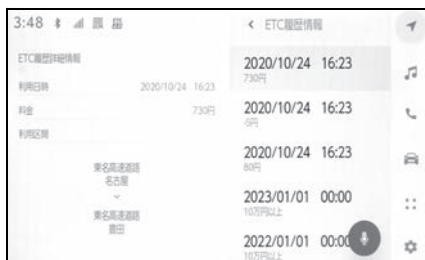 3:48
ETC履歴情報
ETC履歴詳細情報
利用日時 2020/10/24 16:23
料金 730円
利用区間
東名高速道路
名古屋
東名高速道路
豊田
2020/10/24 16:23
730円
2020/10/24 16:23
-5円
2020/10/24 16:23
80円
2023/01/01 00:00
10万円以上
2022/01/01 00:00
10万円以上